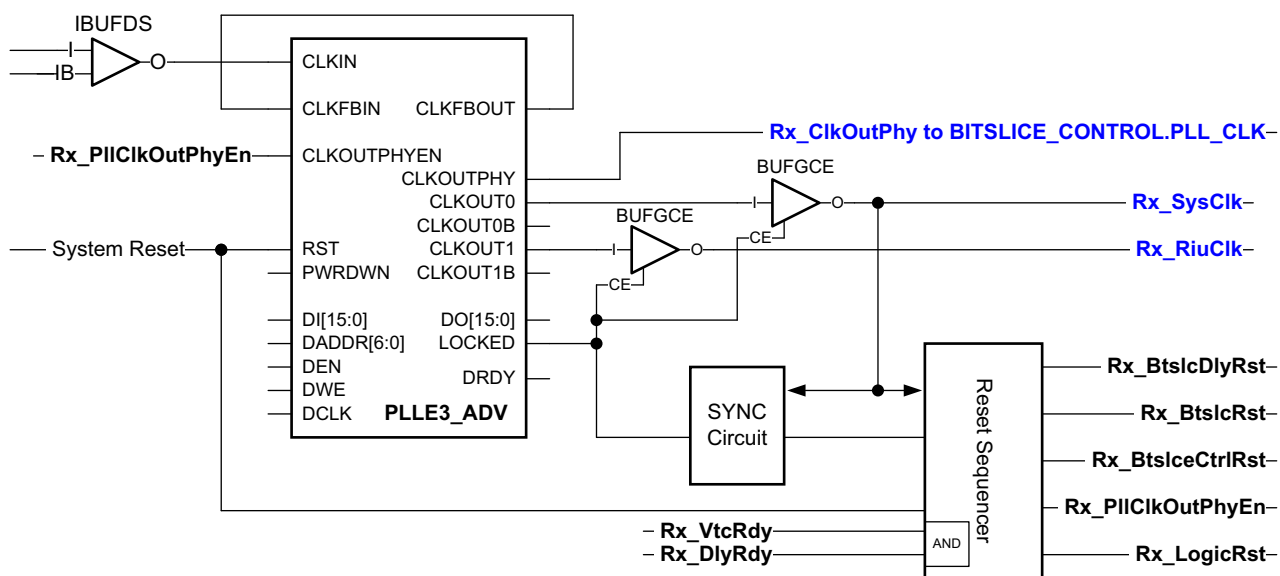 IBUFDS
I
IB
O
CLKIN
CLKFBIN
CLKFBOUT
Rx_PllClkOutPhyEn
CLKOUTPHYEN
CLKOUTPHY
CLKOUT0
CLKOUT0B
System Reset
RST
CLKOUT1
PWRDWN
CLKOUT1B
DI[15:0]
DO[15:0]
DADDR[6:0]
LOCKED
DEN
DRDY
DWE
DCLK
PLLE3_ADV
Rx_ClkOutPhy to BITSLICE_CONTROL.PLL_CLK
BUFGCE
I
O
CE
Rx_SysClk
BUFGCE
I
O
CE
Rx_RiuClk
SYNC
Circuit
Reset Sequencer
AND
Rx_VtcRdy
Rx_DlyRdy
Rx_BtslcDlyRst
Rx_BtslcRst
Rx_BtslceCtrlRst
Rx_PllClkOutPhyEn
Rx_LogicRst